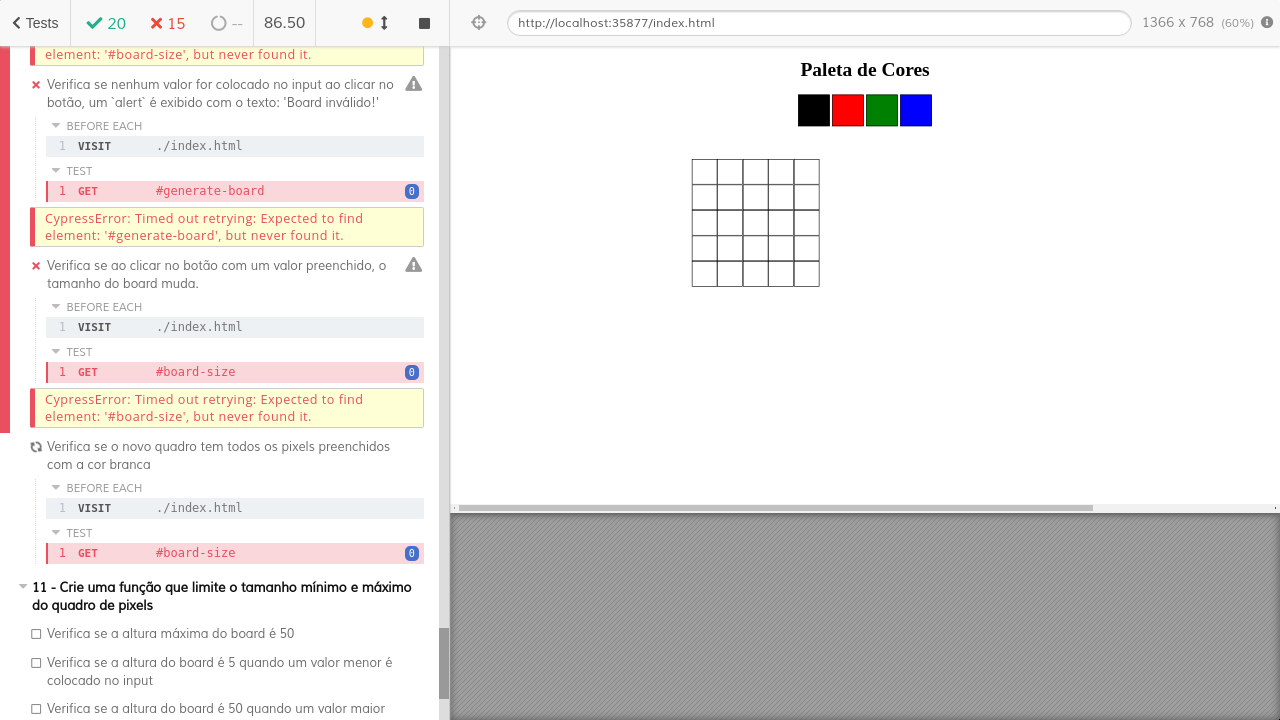 Tests
20
15
--
86.50
http://localhost:35877/index.html
1366 x 768 (60%)
element: '#board-size', but never found it.
Verifica se nenhum valor for colocado no input ao clicar no
botão, um `alert` é exibido com o texto: 'Board inválido!'
BEFORE EACH
1 VISIT ./index.html
TEST
1 GET #generate-board 0
CypressError: Timed out retrying: Expected to find
element: '#generate-board', but never found it.
Verifica se ao clicar no botão com um valor preenchido, o
tamanho do board muda.
BEFORE EACH
1 VISIT ./index.html
TEST
1 GET #board-size 0
CypressError: Timed out retrying: Expected to find
element: '#board-size', but never found it.
Verifica se o novo quadro tem todos os pixels preenchidos
com a cor branca
BEFORE EACH
1 VISIT ./index.html
TEST
1 GET #board-size 0
11 - Crie uma função que limite o tamanho mínimo e máximo
do quadro de pixels
Verifica se a altura máxima do board é 50
Verifica se a altura do board é 5 quando um valor menor é
colocado no input
Verifica se a altura do board é 50 quando um valor maior
Paleta de Cores